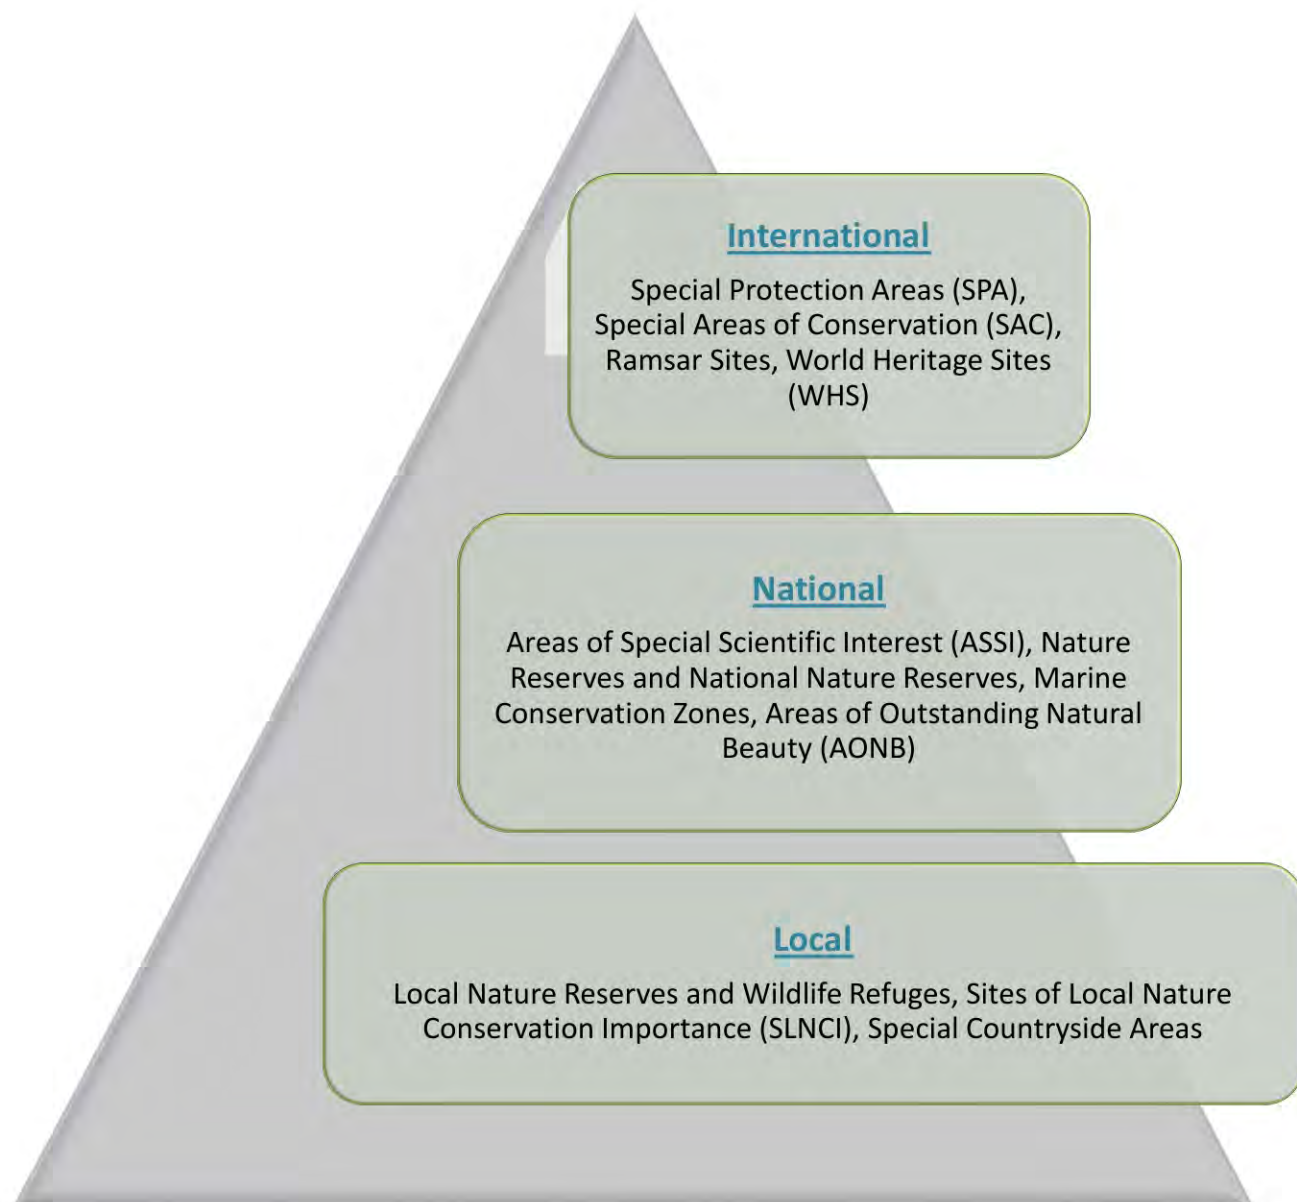 International
Special Protection Areas (SPA),
Special Areas of Conservation (SAC),
Ramsar Sites, World Heritage Sites
(WHS)
National
Areas of Special Scientific Interest (ASSI), Nature
Reserves and National Nature Reserves, Marine
Conservation Zones, Areas of Outstanding Natural
Beauty (AONB)
Local
Local Nature Reserves and Wildlife Refuges, Sites of Local Nature
Conservation Importance (SLNCI), Special Countryside Areas